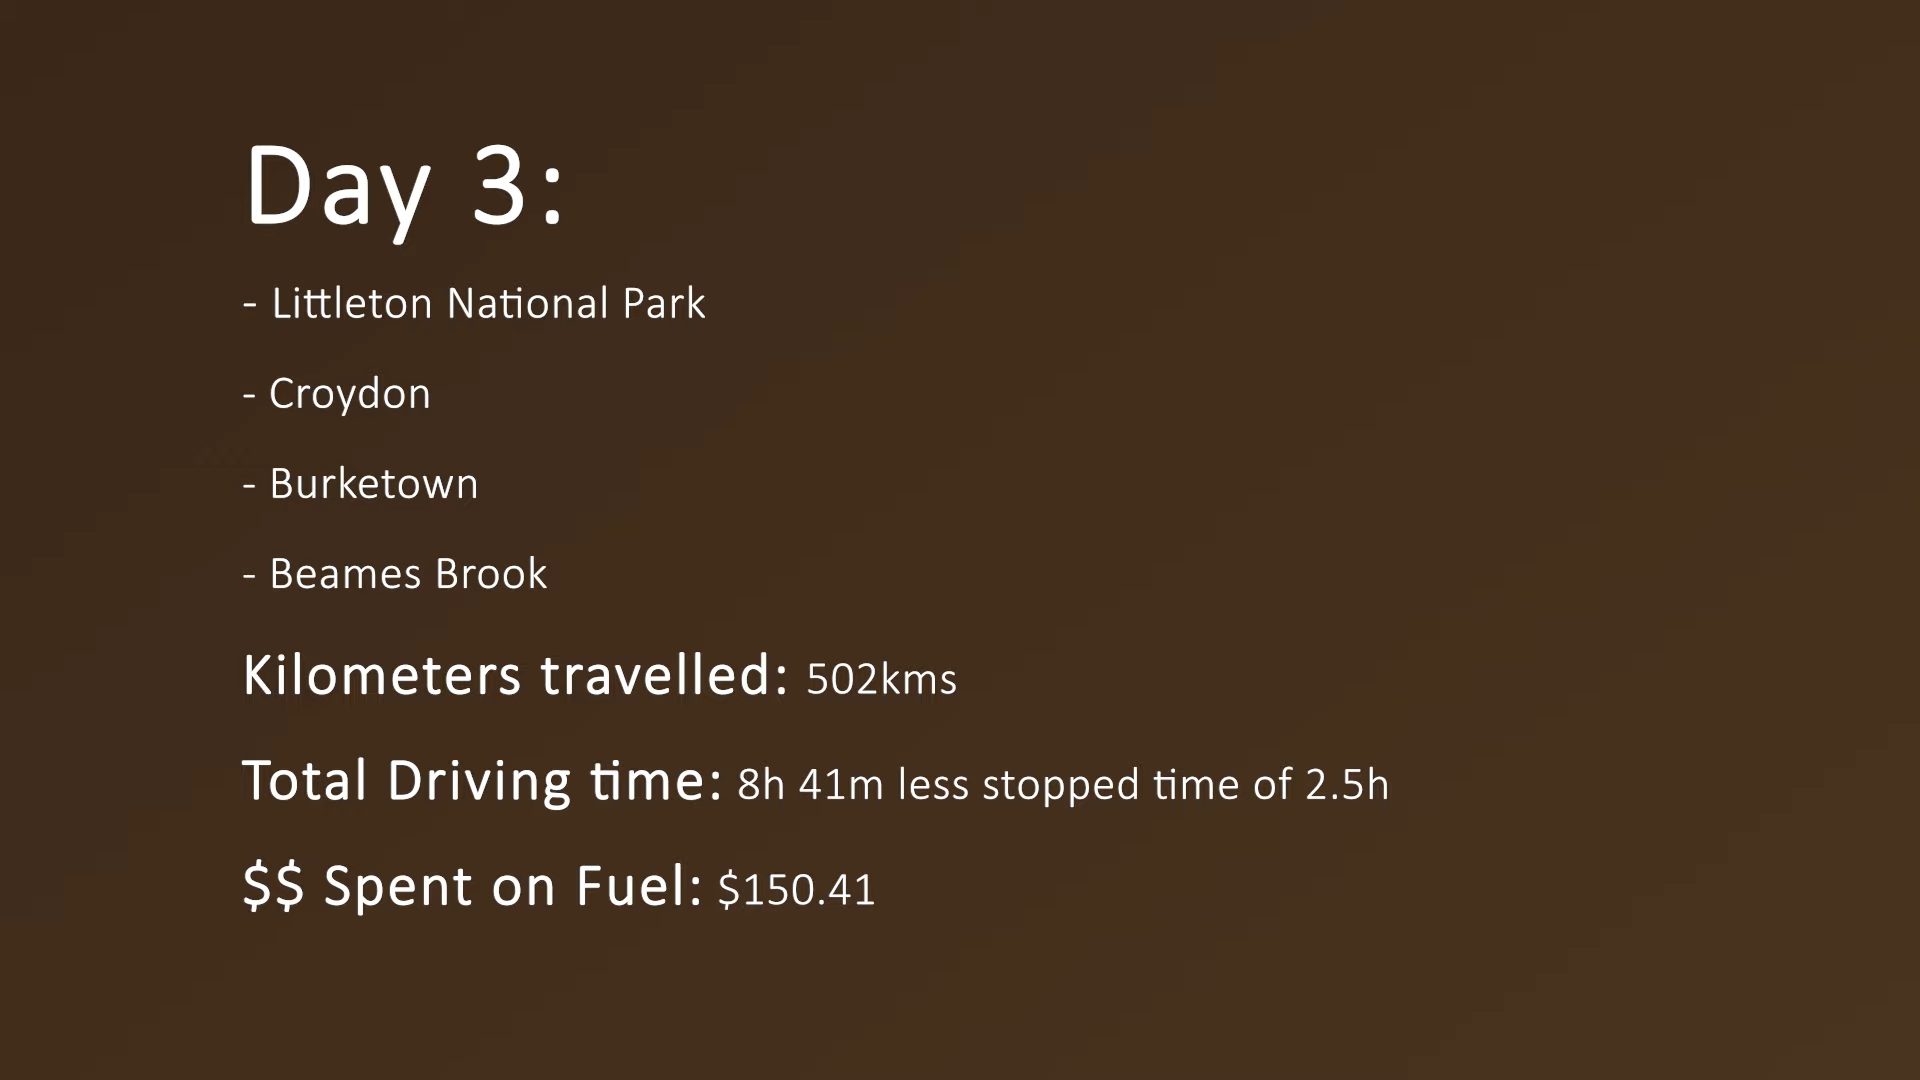 Day 3:
- Littleton National Park
- Croydon
- Burketown
- Beames Brook
Kilometers travelled: 502kms
Total Driving time: 8h 41m less stopped time of 2.5h
$$ Spent on Fuel: $150.41